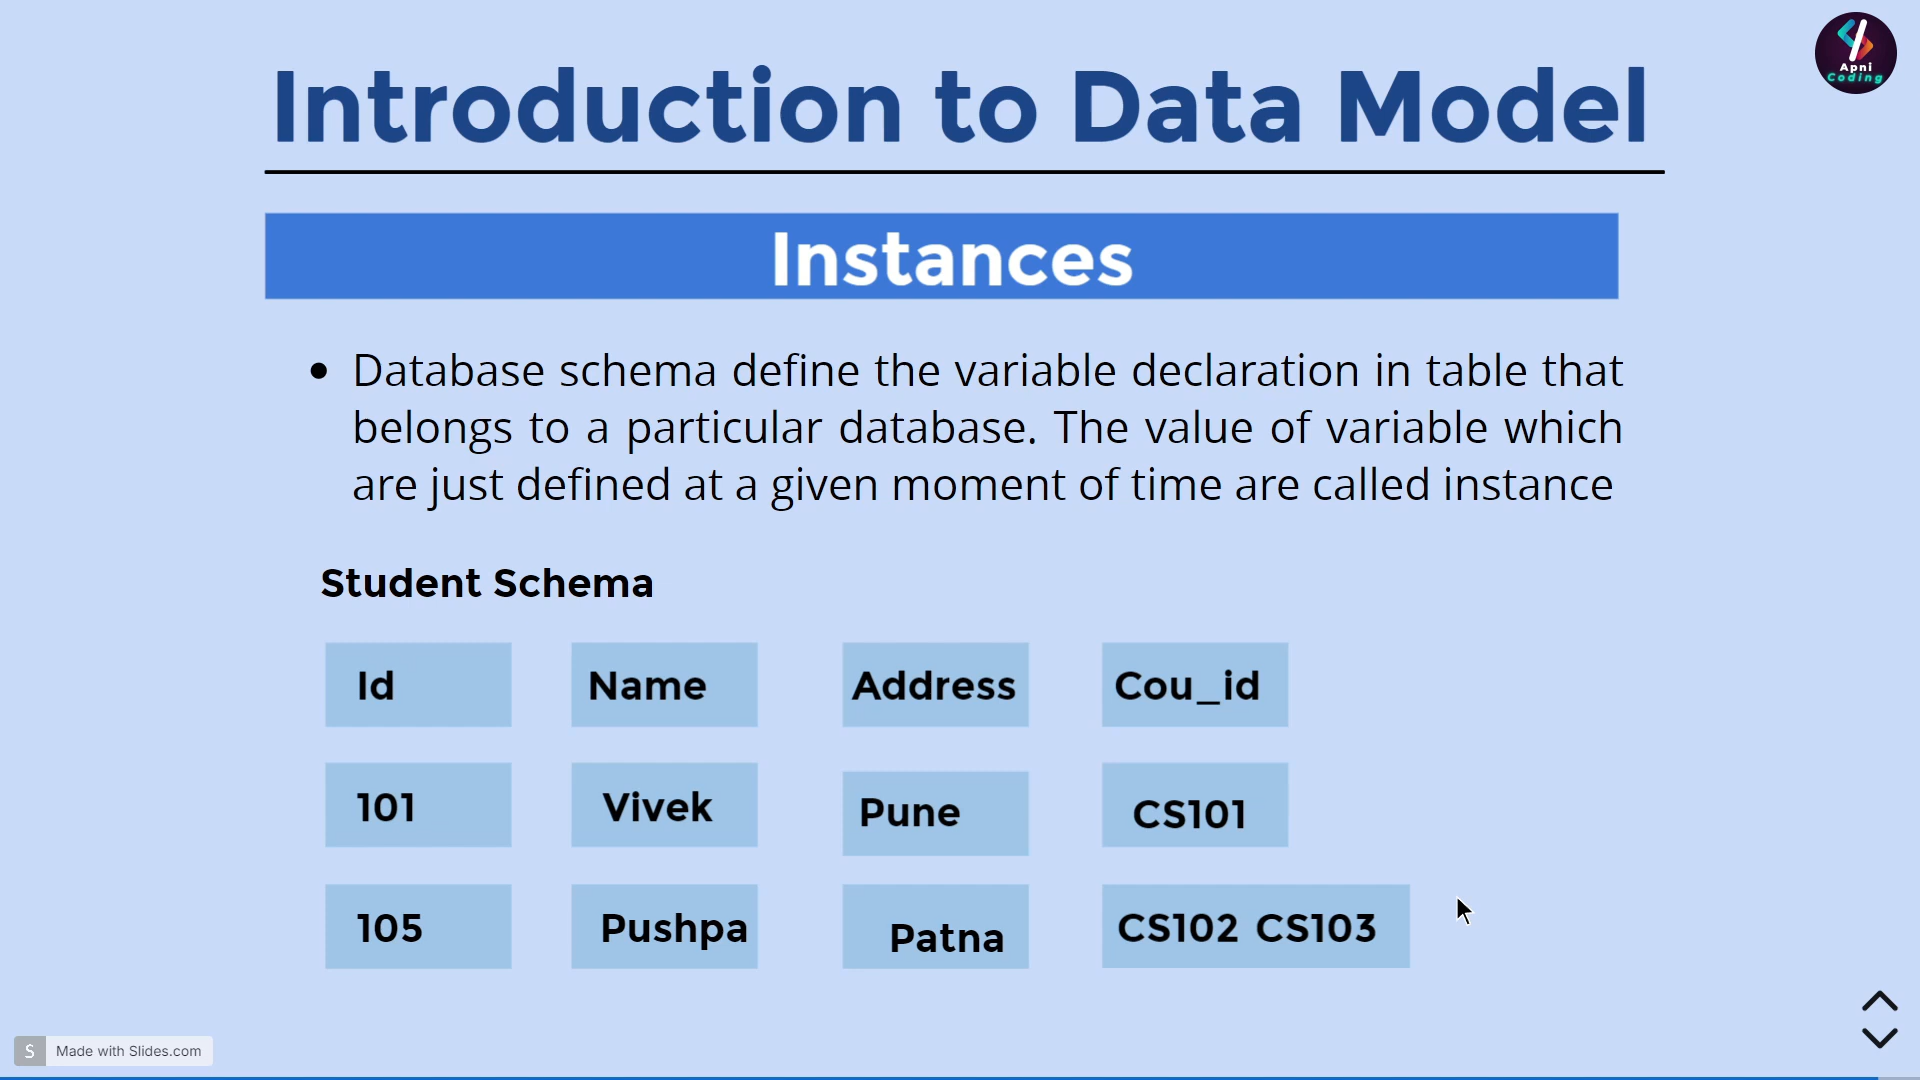 Apni
Coding
Introduction to Data Model
Instances
• Database schema define the variable declaration in table that
belongs to a particular database. The value of variable which
are just defined at a given moment of time are called instance
Student Schema
Id Name Address Cou_id
101 Vivek Pune CS101
105 Pushpa Patna CS102 CS103
S Made with Slides.com